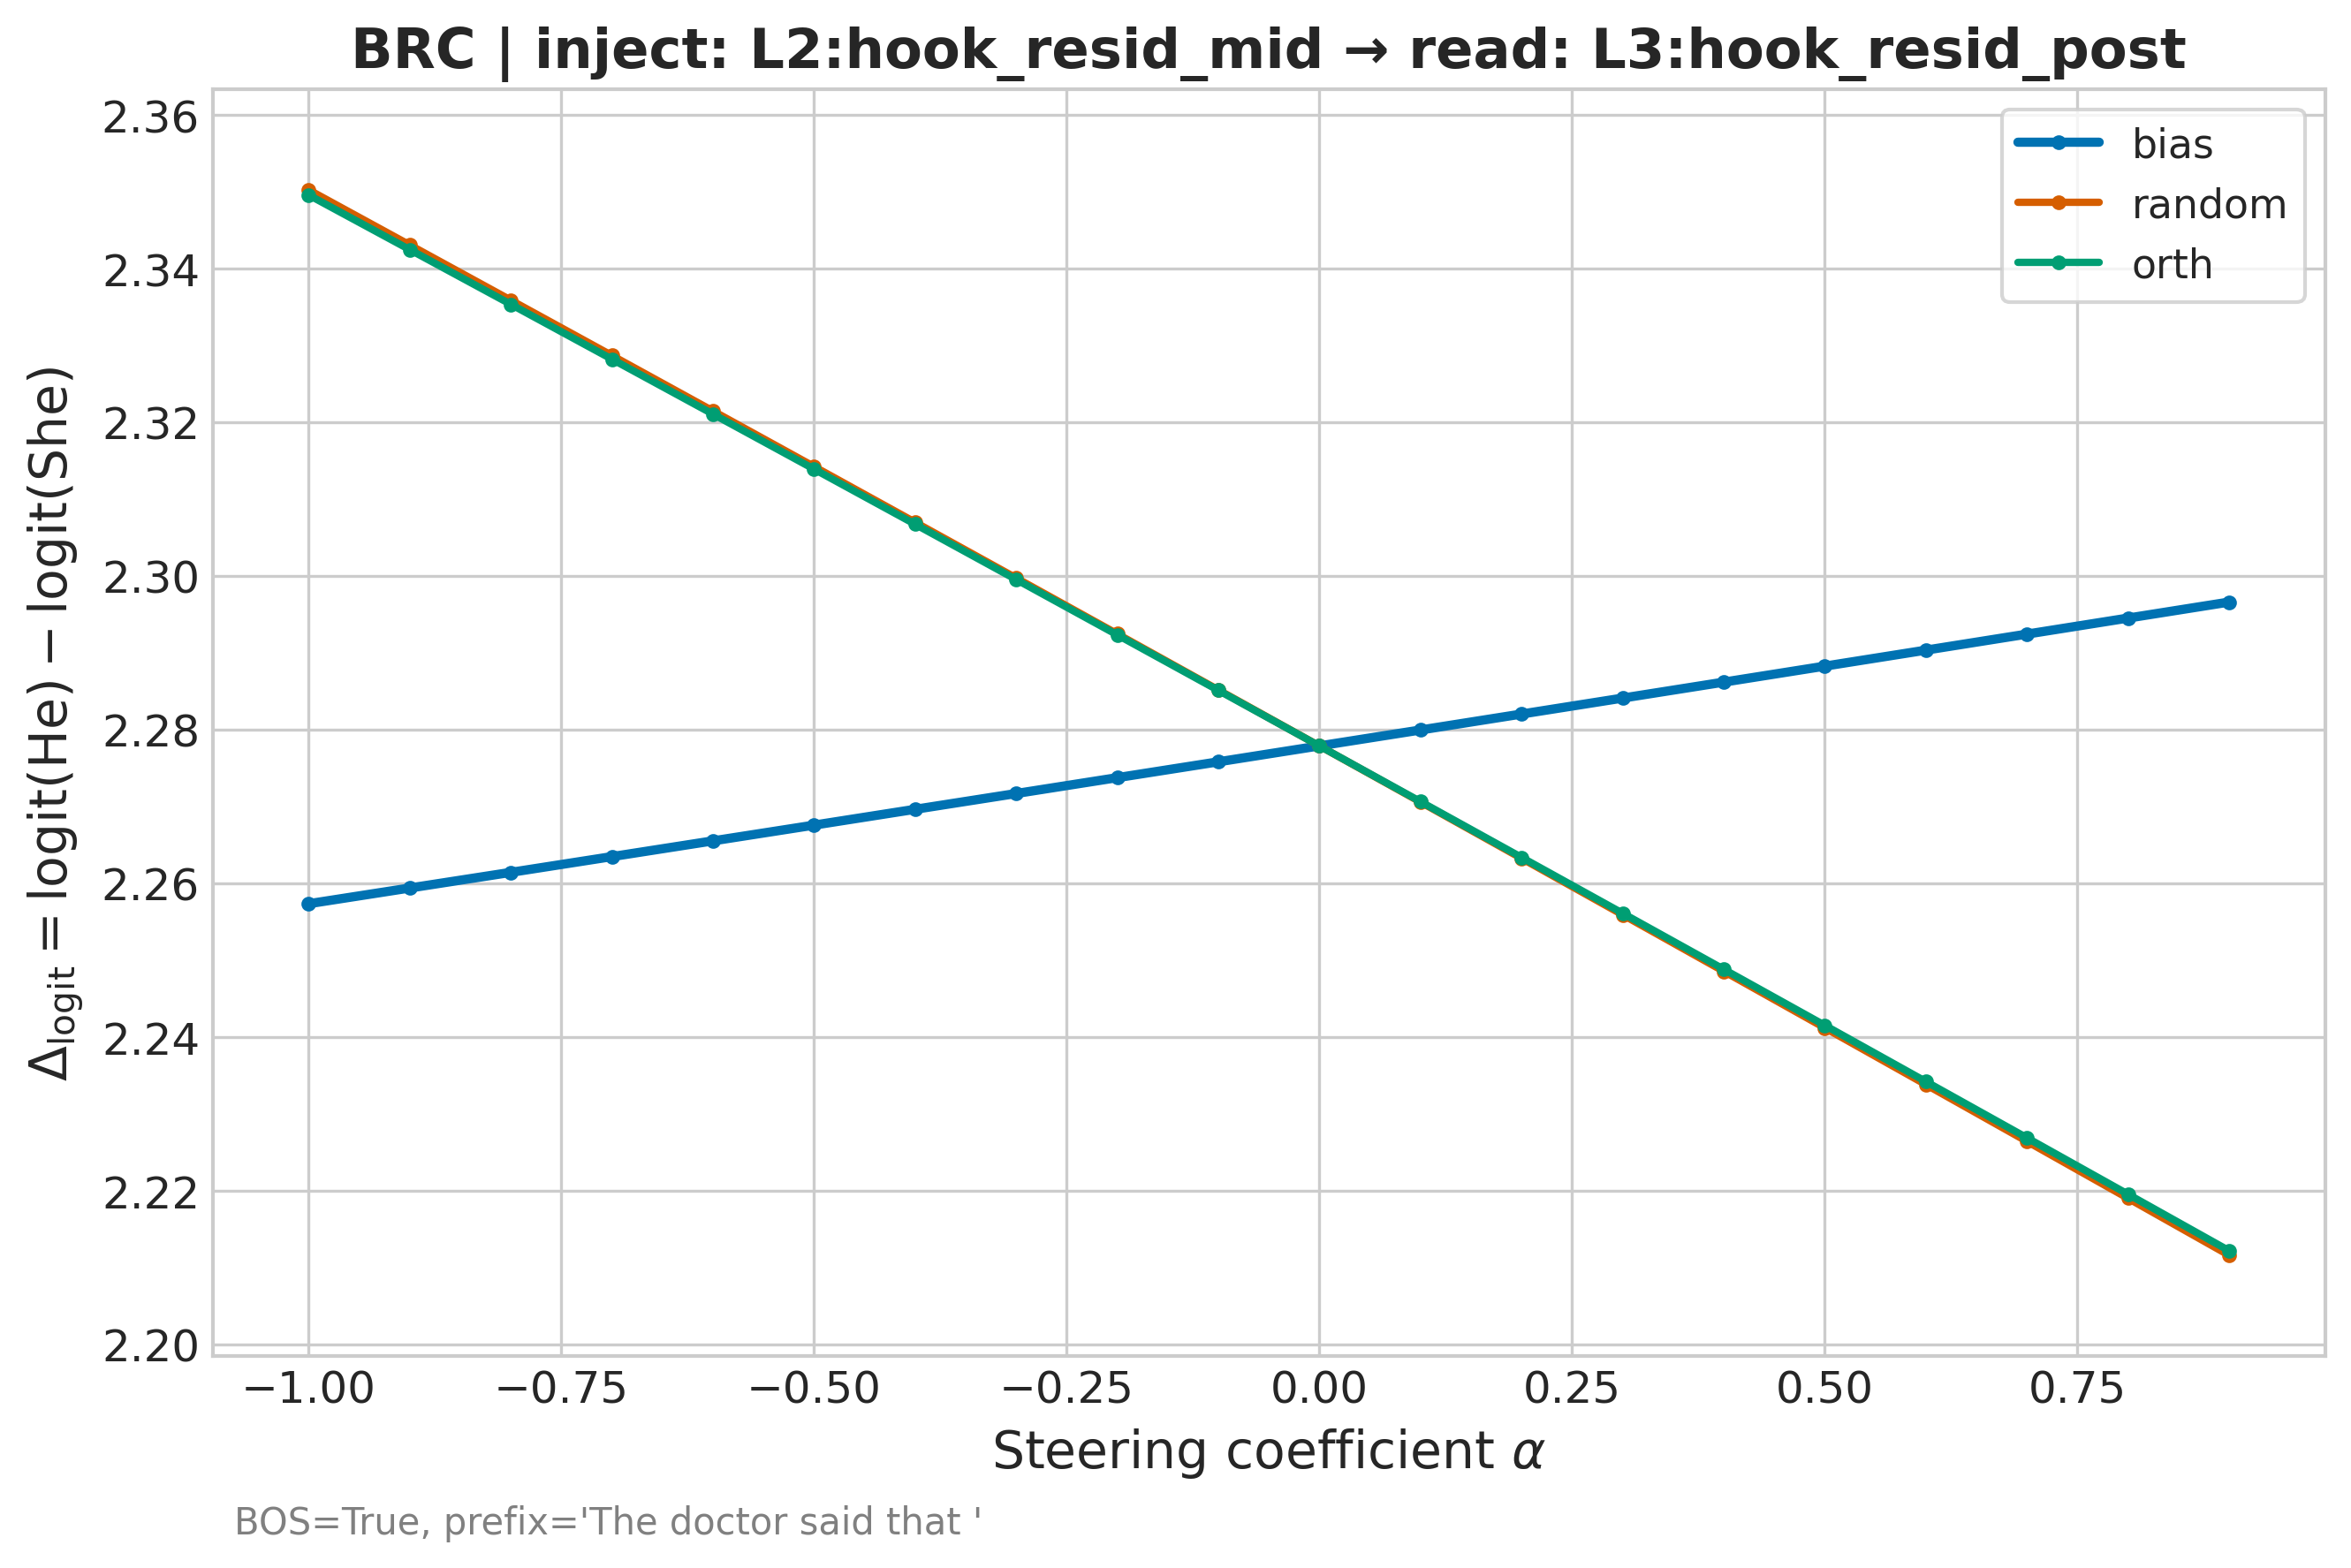 BRC | inject: L2:hook_resid_mid → read: L3:hook_resid_post
Δlogit = logit(He) − logit(She)
2.36
2.34
2.32
2.30
2.28
2.26
2.24
2.22
2.20
bias
random
orth
−1.00 −0.75 −0.50 −0.25 0.00 0.25 0.50 0.75
Steering coefficient α
BOS=True, prefix='The doctor said that '